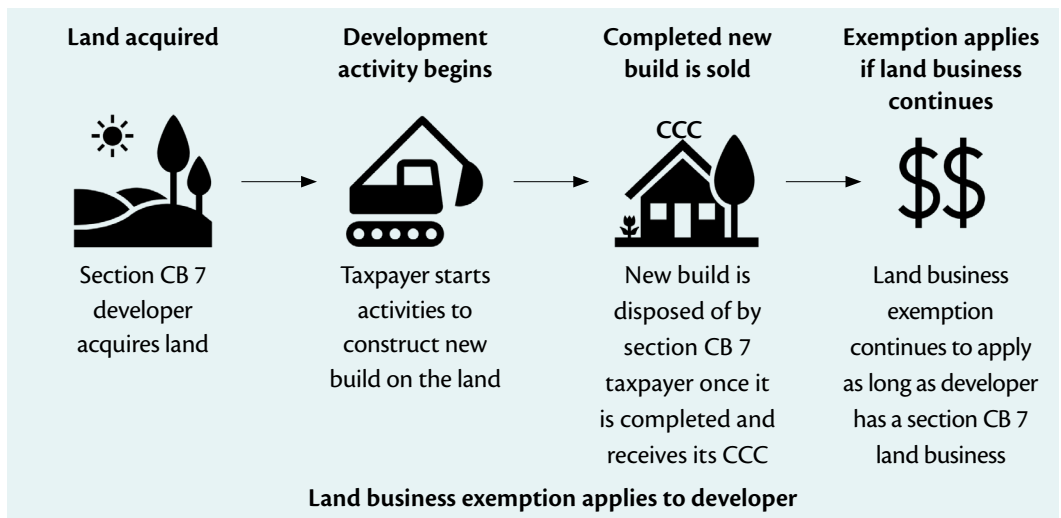 Land acquired
Development
activity begins
Completed new
build is sold
Exemption applies
if land business
continues
CCC
$$
Section CB 7
developer
acquires land
Taxpayer starts
activities to
construct new
build on the land
New build is
disposed of by
section CB 7
taxpayer once it
is completed and
receives its CCC
Land business
exemption
continues to apply
as long as developer
has a section CB 7
land business
Land business exemption applies to developer